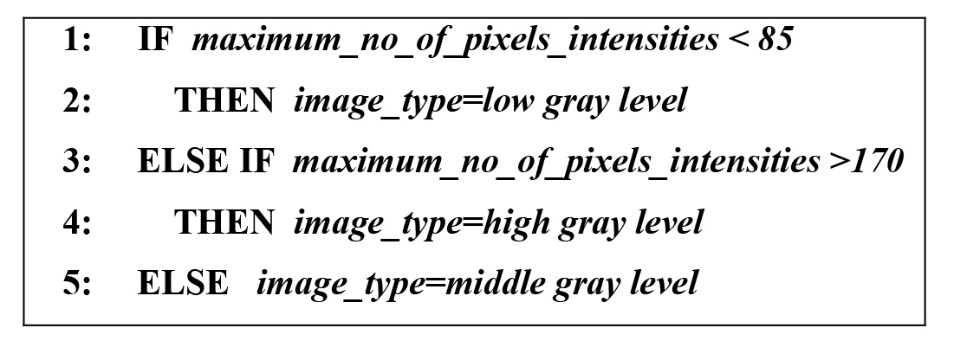 1: IF maximum_no_of_pixels_intensities < 85
2: THEN image_type=low gray level
3: ELSE IF maximum_no_of_pixels_intensities >170
4: THEN image_type=high gray level
5: ELSE image_type=middle gray level